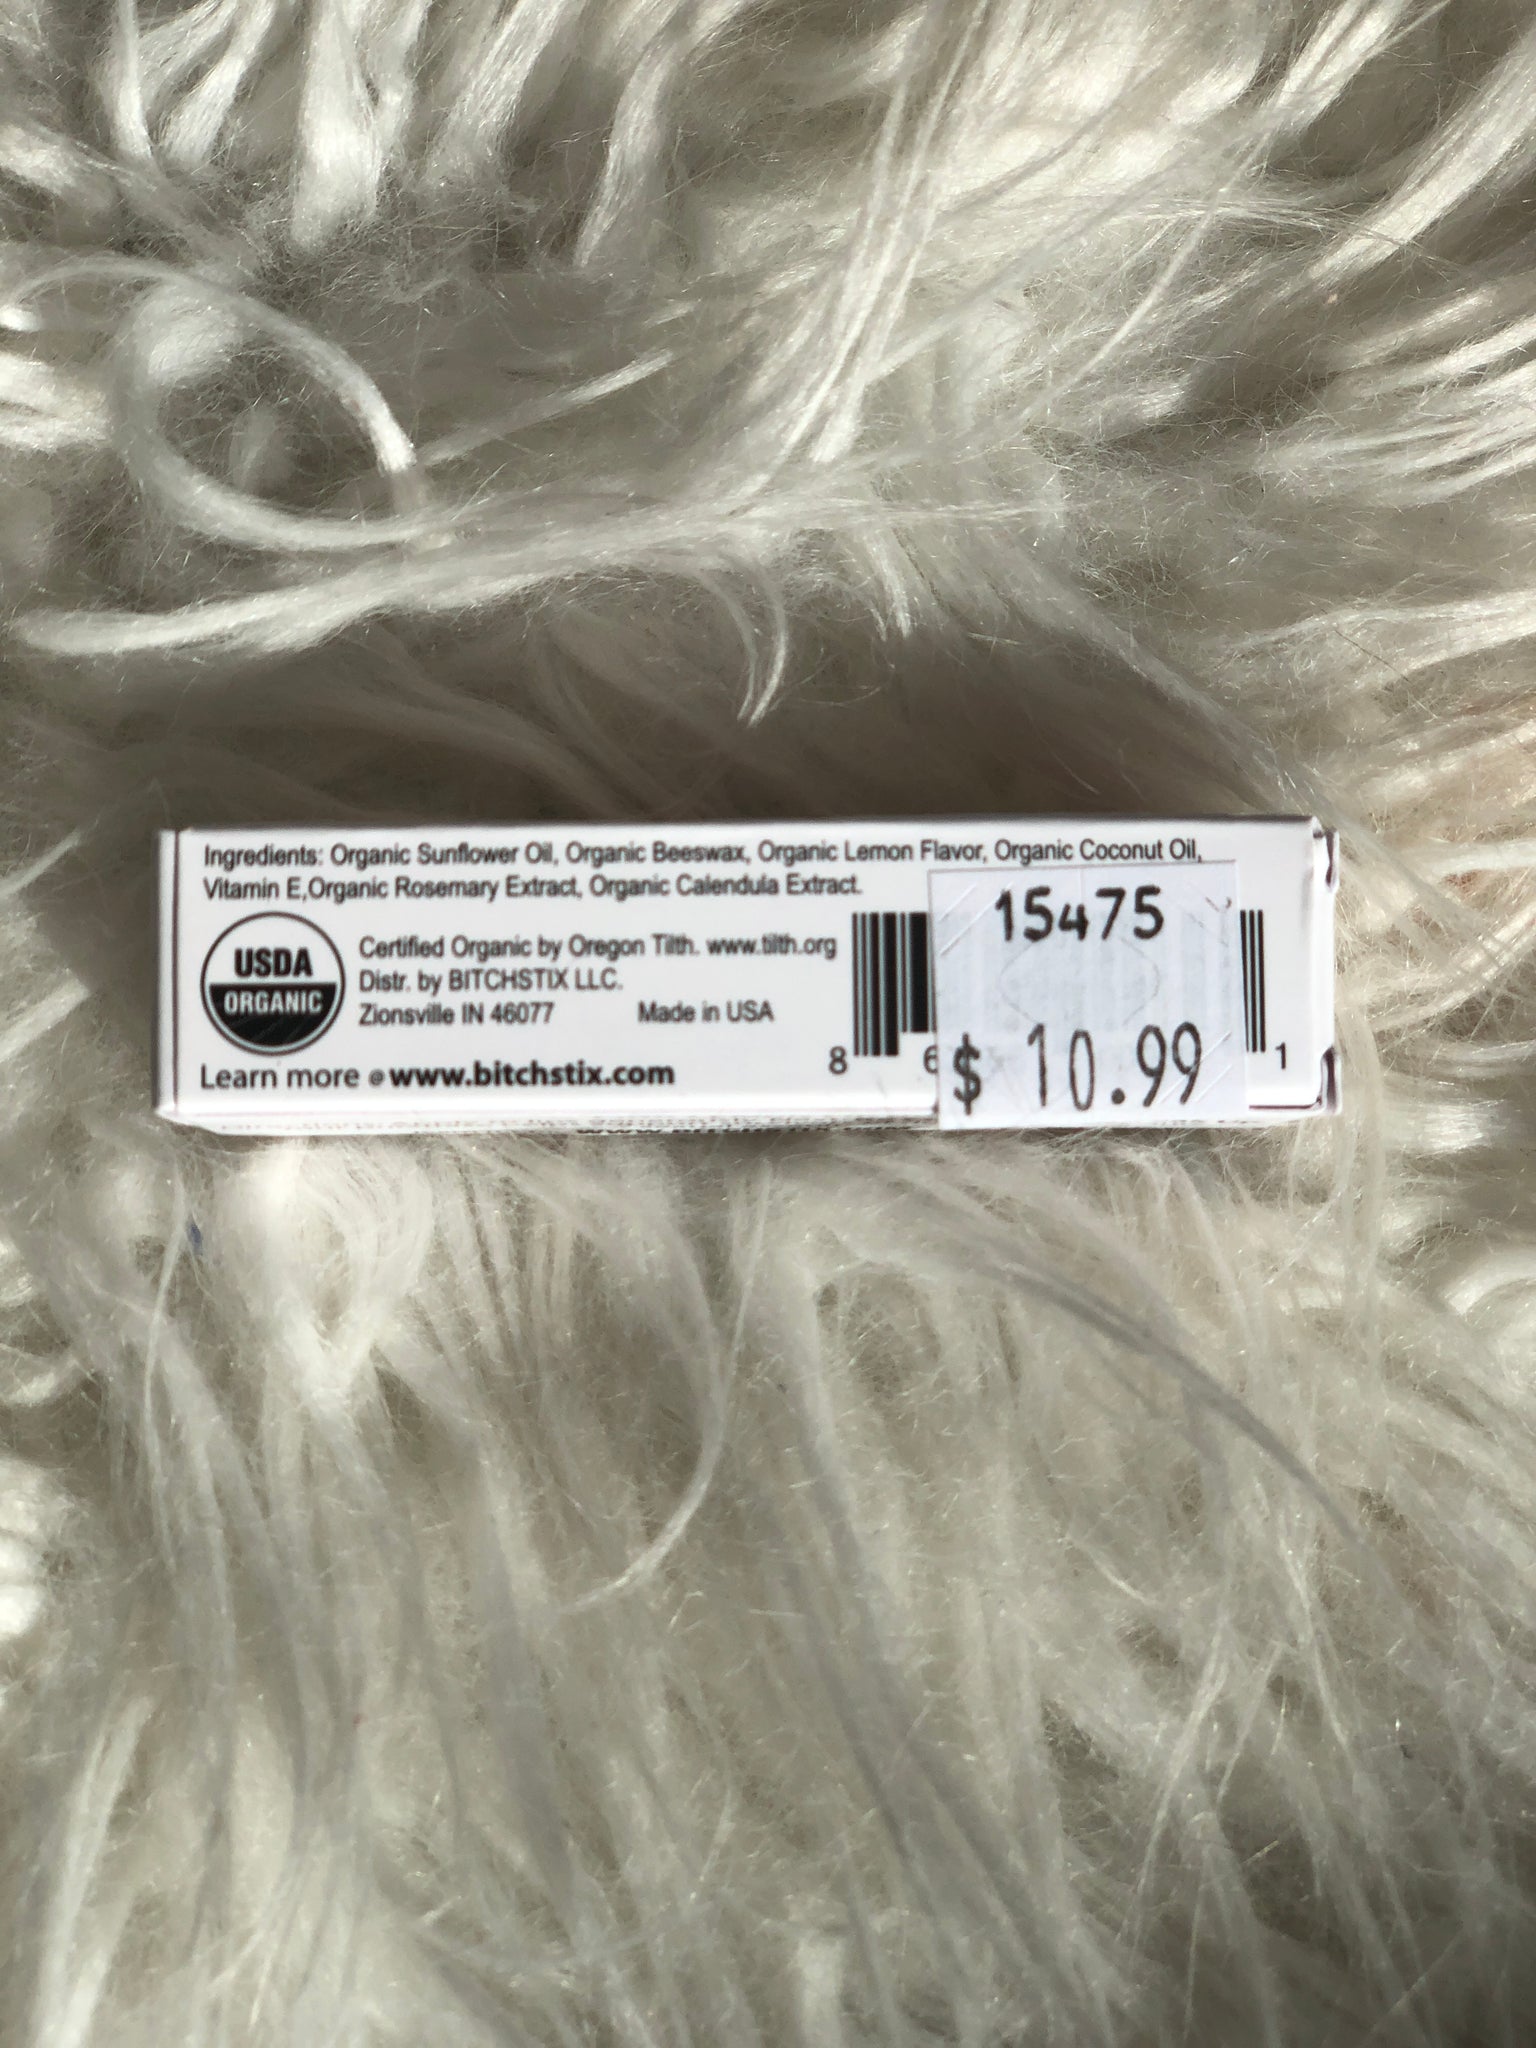 Ingredients: Organic Sunflower Oil, Organic Beeswax, Organic Lemon Flavor, Organic Coconut Oil,
Vitamin E,Organic Rosemary Extract, Organic Calendula Extract.
USDA
ORGANIC
Certified Organic by Oregon Tilth. www.tilth.org
Distr. by BITCHSTIX LLC.
Zionsville IN 46077 Made in USA
Learn more @ www.bitchstix.com
8 6 1
15475
$ 10.99